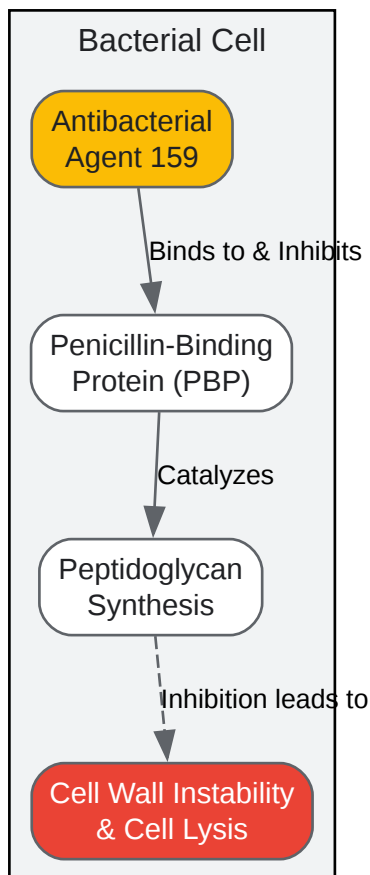 Bacterial Cell
Antibacterial
Agent 159
Binds to & Inhibits
Penicillin-Binding
Protein (PBP)
Catalyzes
Peptidoglycan
Synthesis
Inhibition leads to
Cell Wall Instability
& Cell Lysis